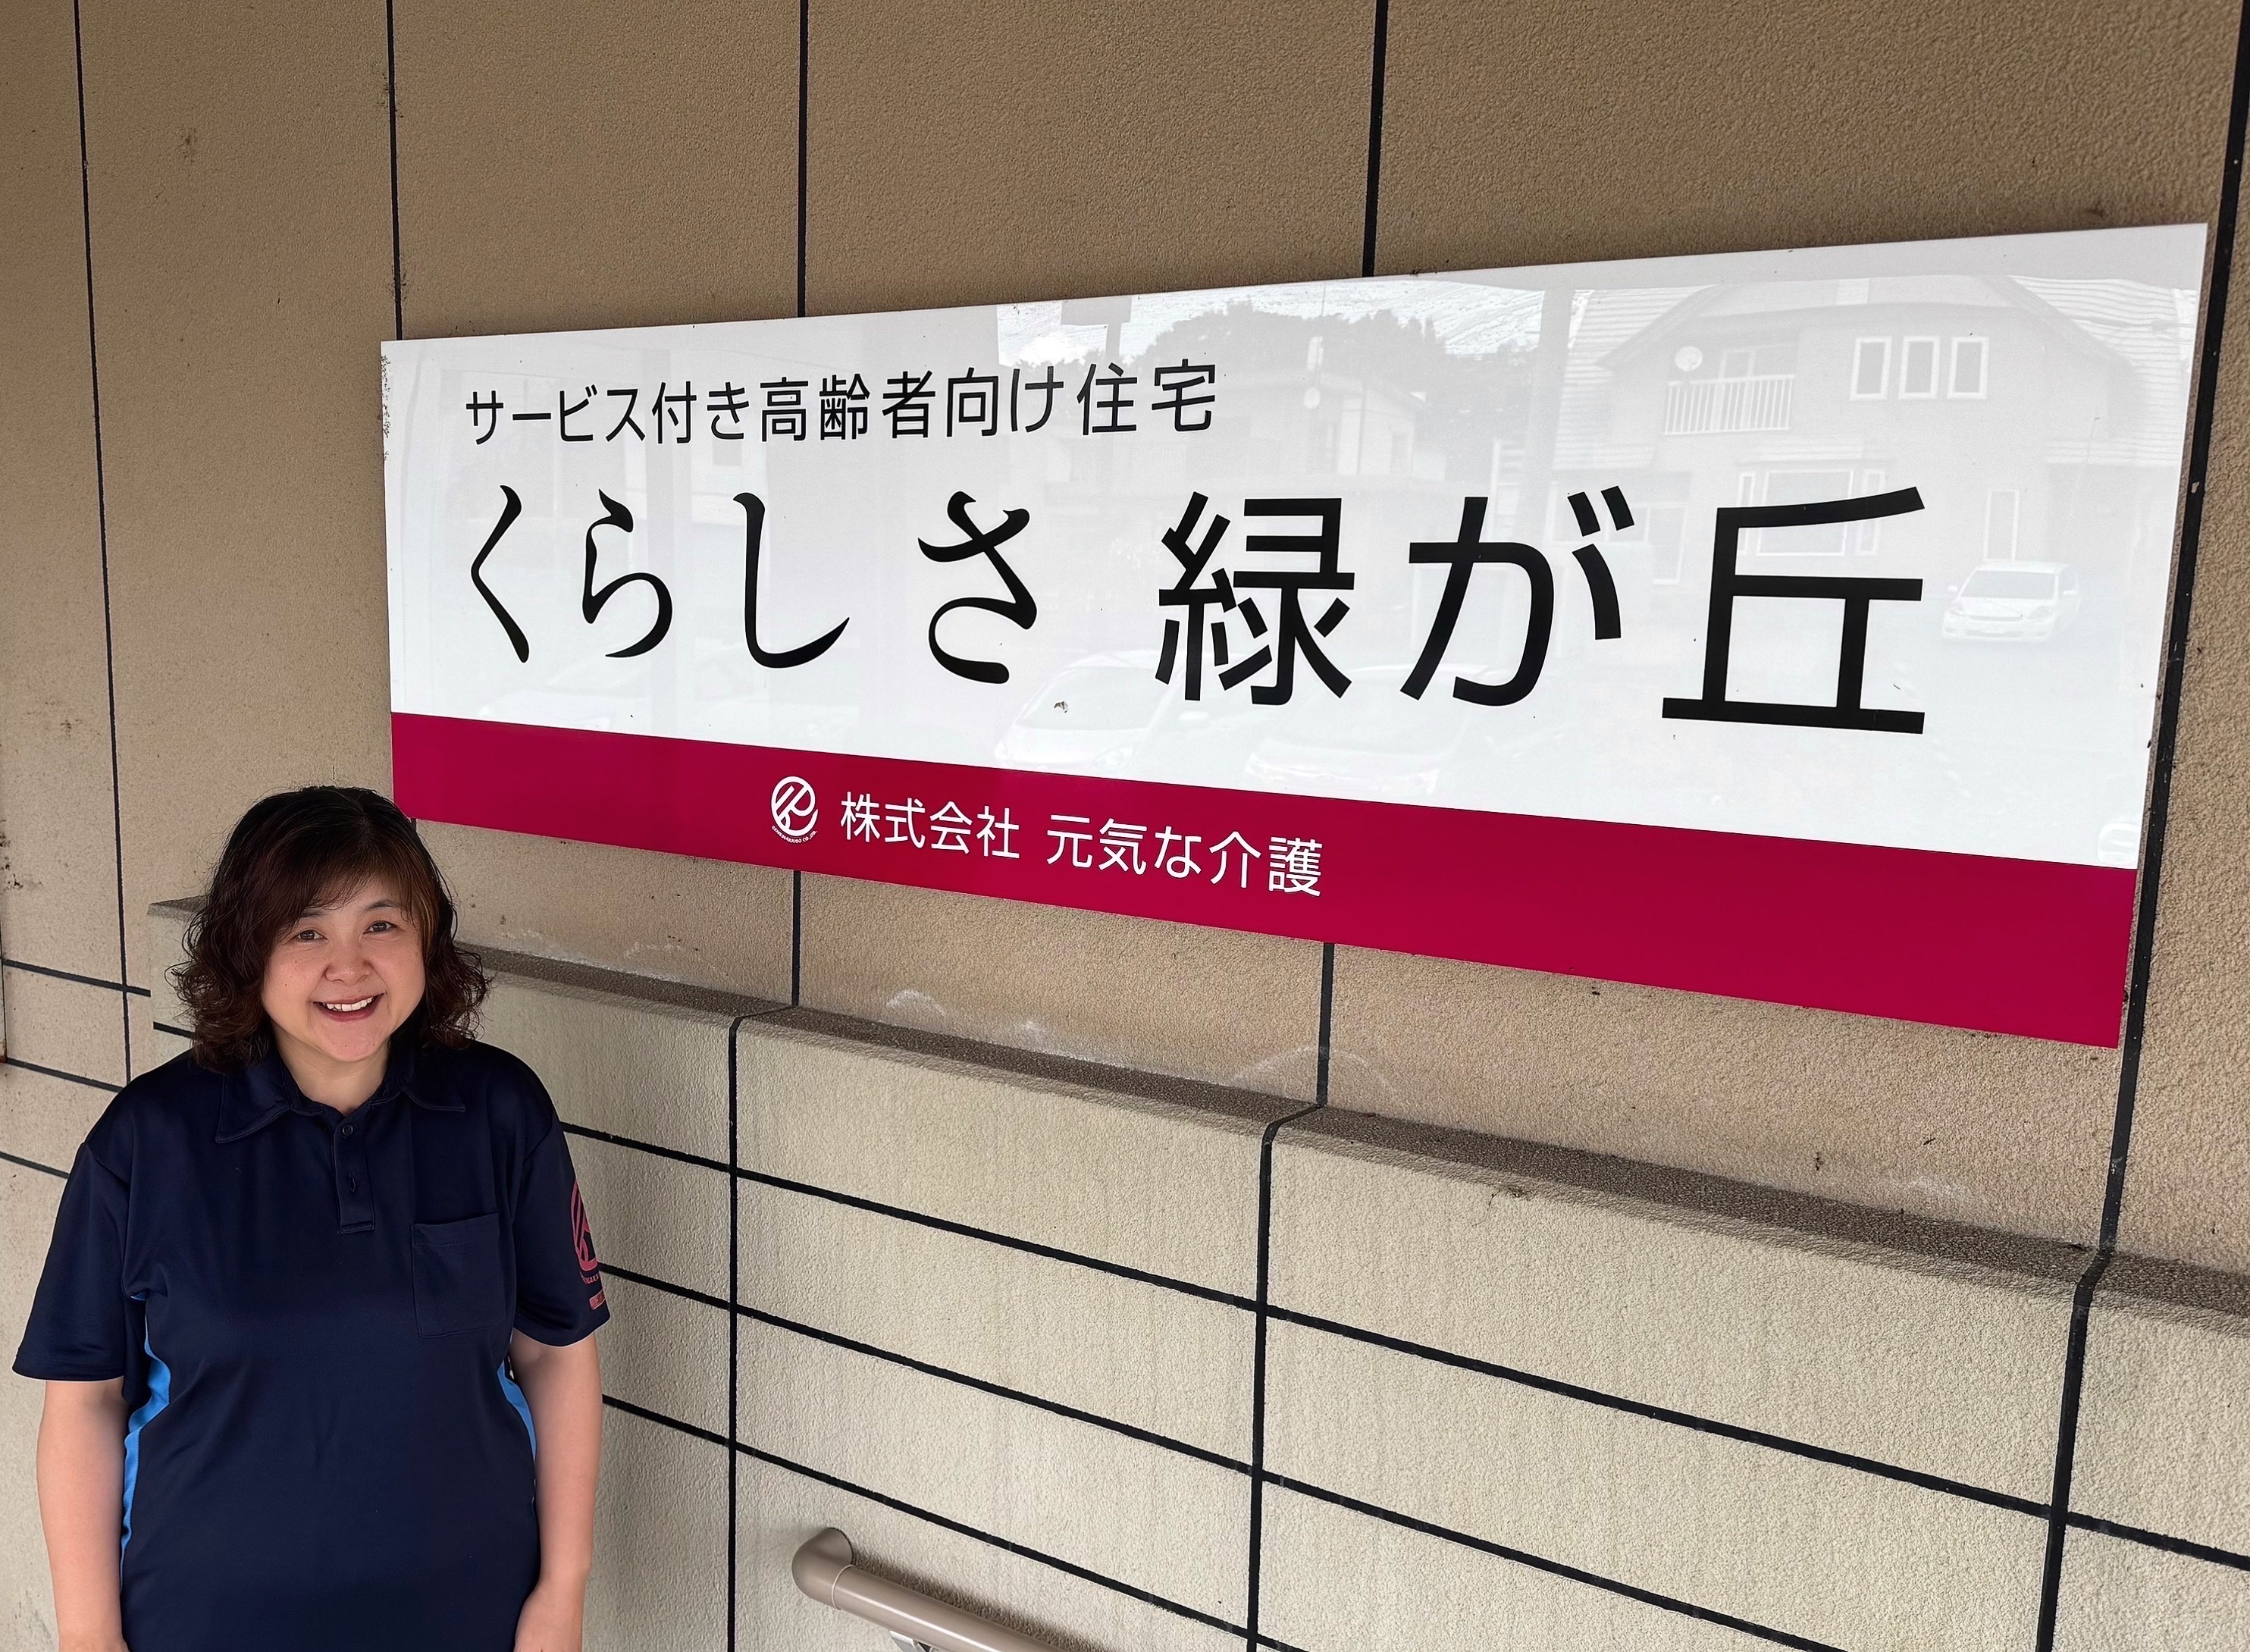 サービス付き高齢者向け住宅
くらしさ 緑が丘
株式会社 元気な介護